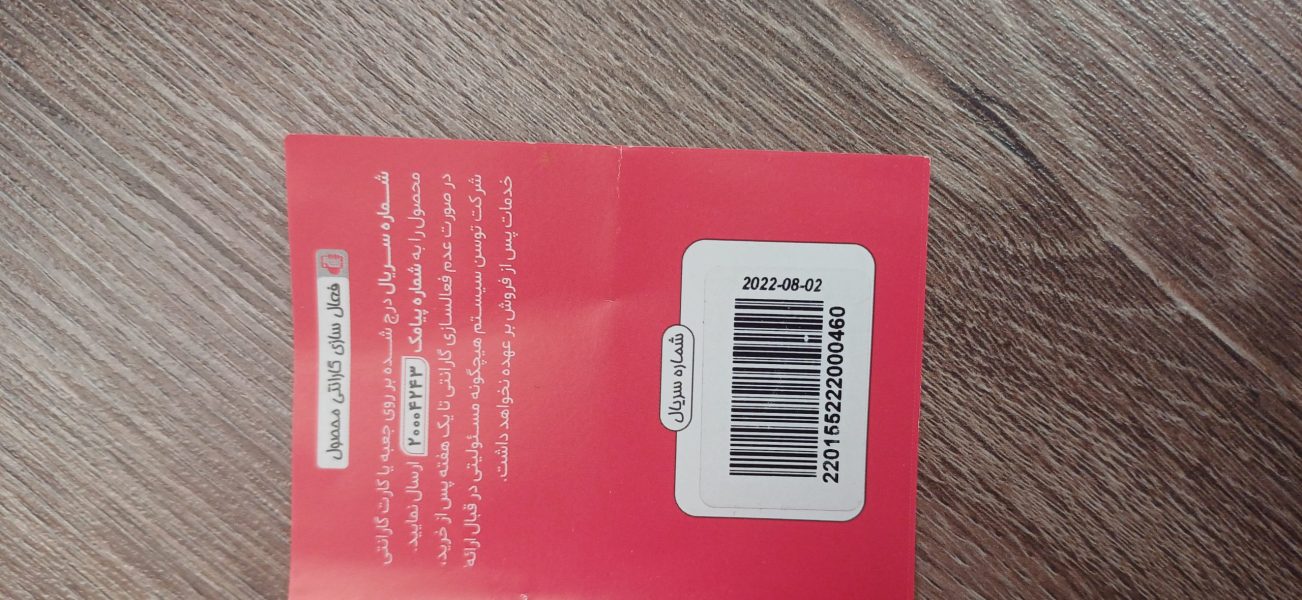 فعال سازی گارانتی محصول
شماره سریال درج شده بر روی جعبه یا کارت گارانتی
محصول را به شماره پیامک ۲۰۰۰۴۲۴۳ ارسال نمایید.
در صورت عدم فعالسازی گارانتی تا یک هفته پس از خرید،
شرکت توسن سیستم هیچگونه مسئولیتی در قبال ارائه
خدمات پس از فروش بر عهده نخواهد داشت.
شماره سریال
2022-08-02
220155222000460